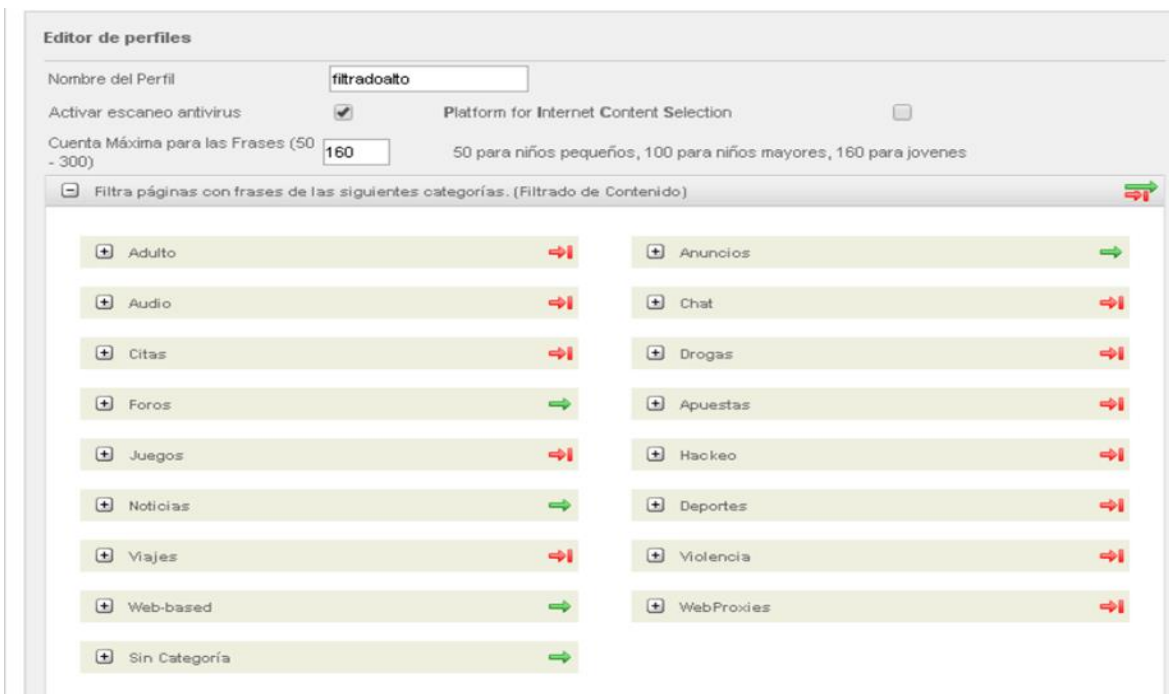 Editor de perfiles
Nombre del Perfil filtradoalto
Activar escaneo antivirus Platform for Internet Content Selection
Cuenta Máxima para las Frases (50
- 300) 160 50 para niños pequeños, 100 para niños mayores, 160 para jovenes
Filtra páginas con frases de las siguientes categorías. (Filtrado de Contenido)
Adulto Anuncios
Audio Chat
Citas Drogas
Foros Apuestas
Juegos Hackeo
Noticias Deportes
Viajes Violencia
Web-based WebProxies
Sin Categoría